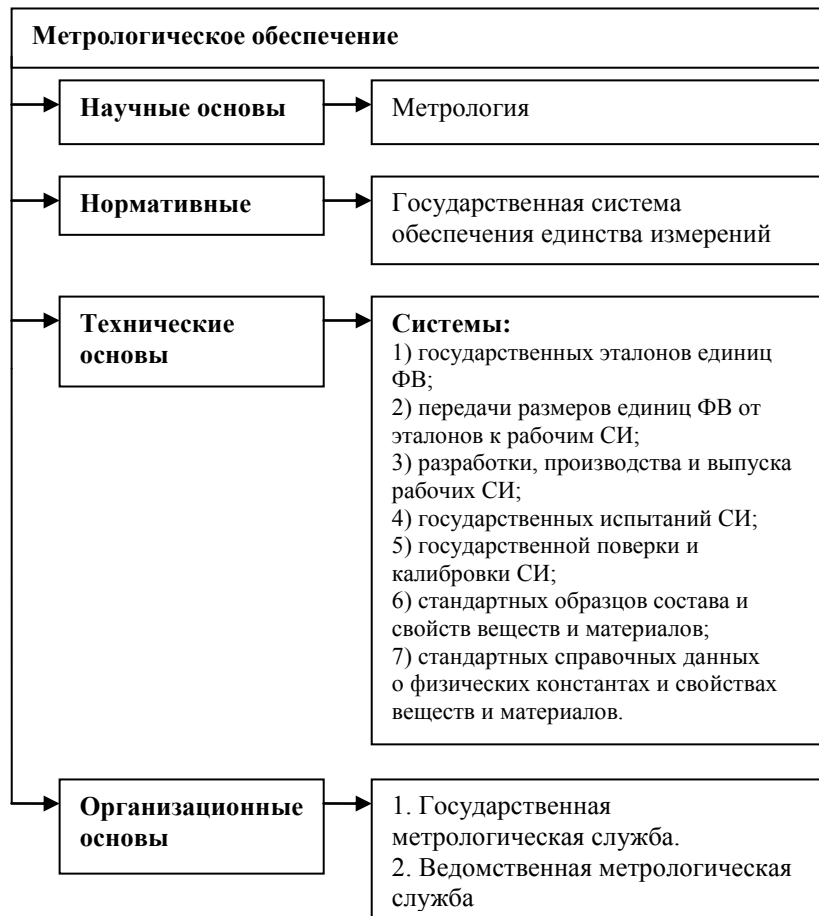 Метрологическое обеспечение
Научные основы
Метрология
Нормативные
Государственная система
обеспечения единства измерений
Технические
основы
Системы:
1) государственных эталонов единиц
ФВ;
2) передачи размеров единиц ФВ от
эталонов к рабочим СИ;
3) разработки, производства и выпуска
рабочих СИ;
4) государственных испытаний СИ;
5) государственной поверки и
калибровки СИ;
6) стандартных образцов состава и
свойств веществ и материалов;
7) стандартных справочных данных
о физических константах и свойствах
веществ и материалов.
Организационные
основы
1. Государственная
метрологическая служба.
2. Ведомственная метрологическая
служба